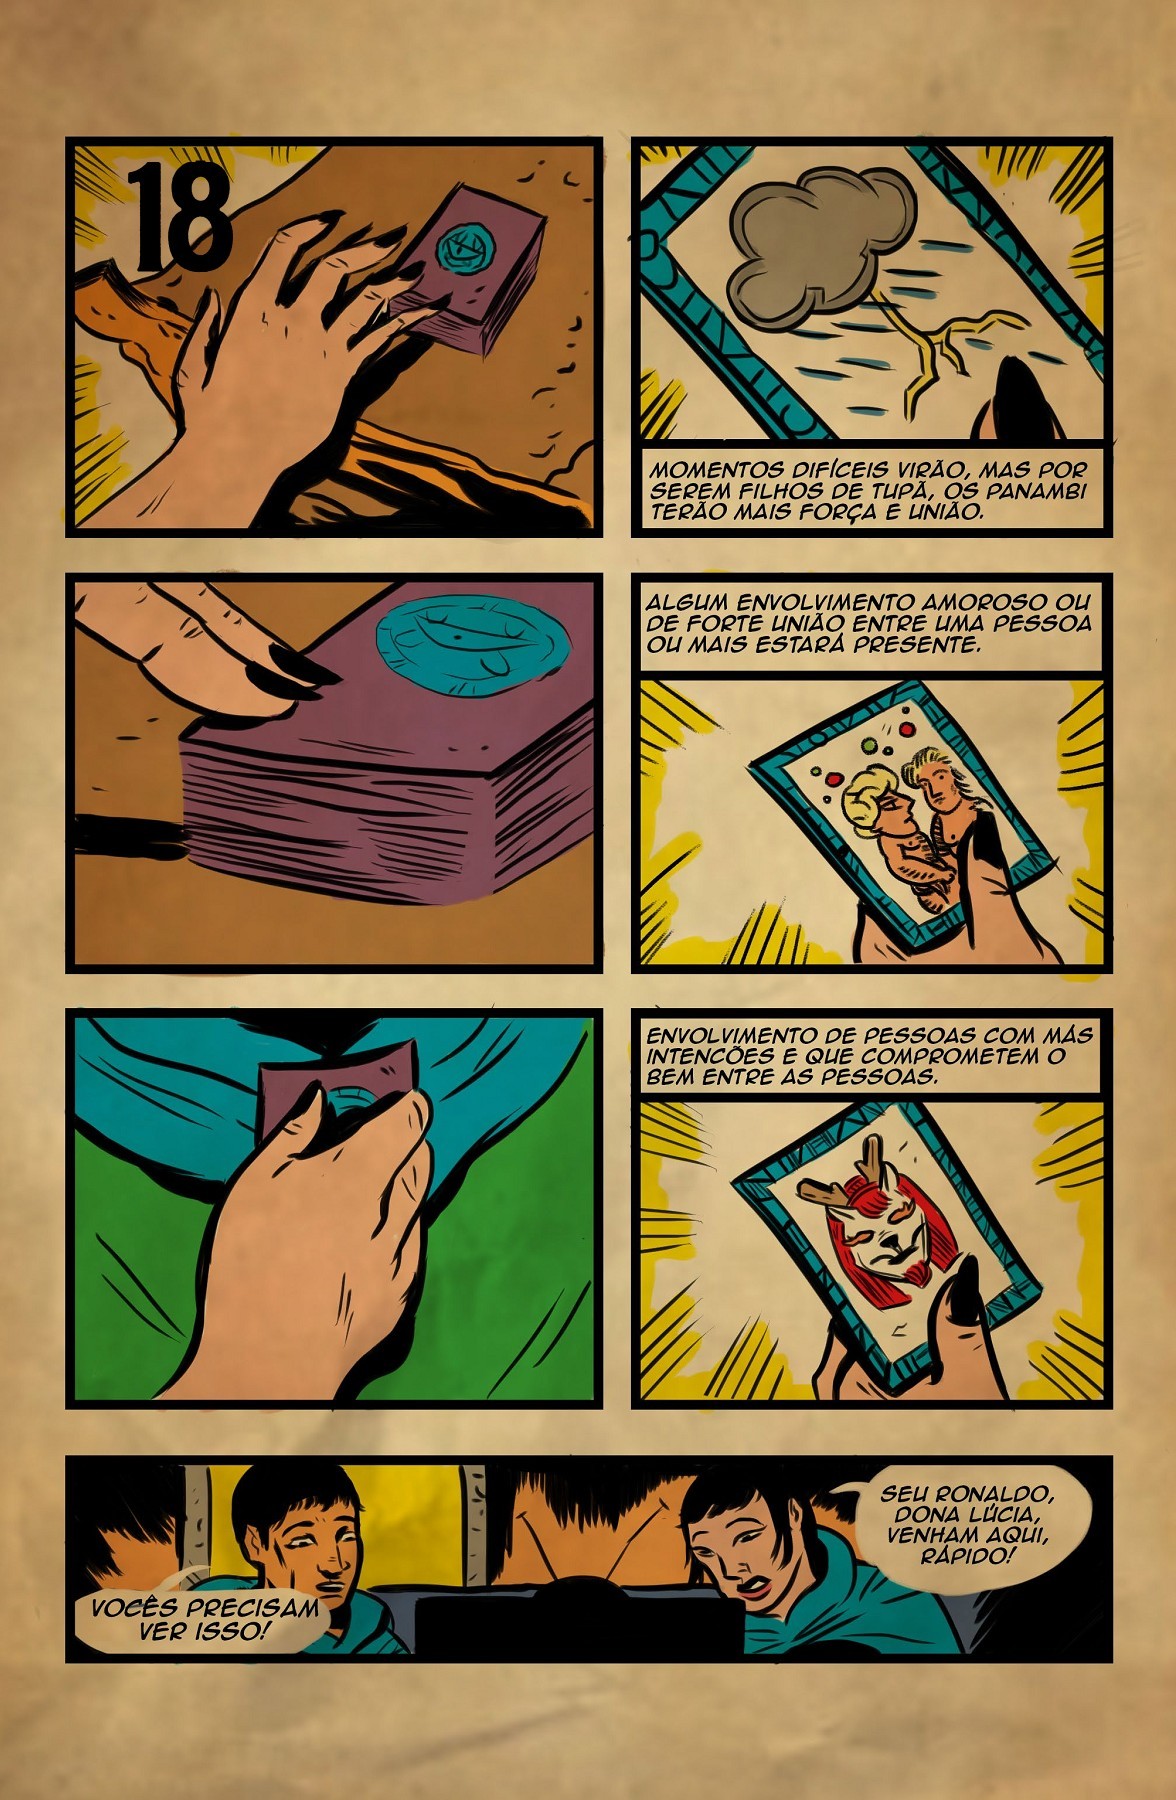 18
MOMENTOS DIFÍCEIS VIRÃO, MAS POR
SEREM FILHOS DE TUPÃ, OS PANAMBI
TERÃO MAIS FORÇA E UNIÃO.
ALGUM ENVOLVIMENTO AMOROSO OU
DE FORTE UNIÃO ENTRE UMA PESSOA
OU MAIS ESTARÁ PRESENTE.
ENVOLVIMENTO DE PESSOAS COM MÁS
INTENCÕES E QUE COMPROMETEM O
BEM ENTRE AS PESSOAS.
SEU RONALDO,
DONA LÚCIA,
VENHAM AQUI,
RÁPIDO!
VOCÊS PRECISAM
VER ISSO!